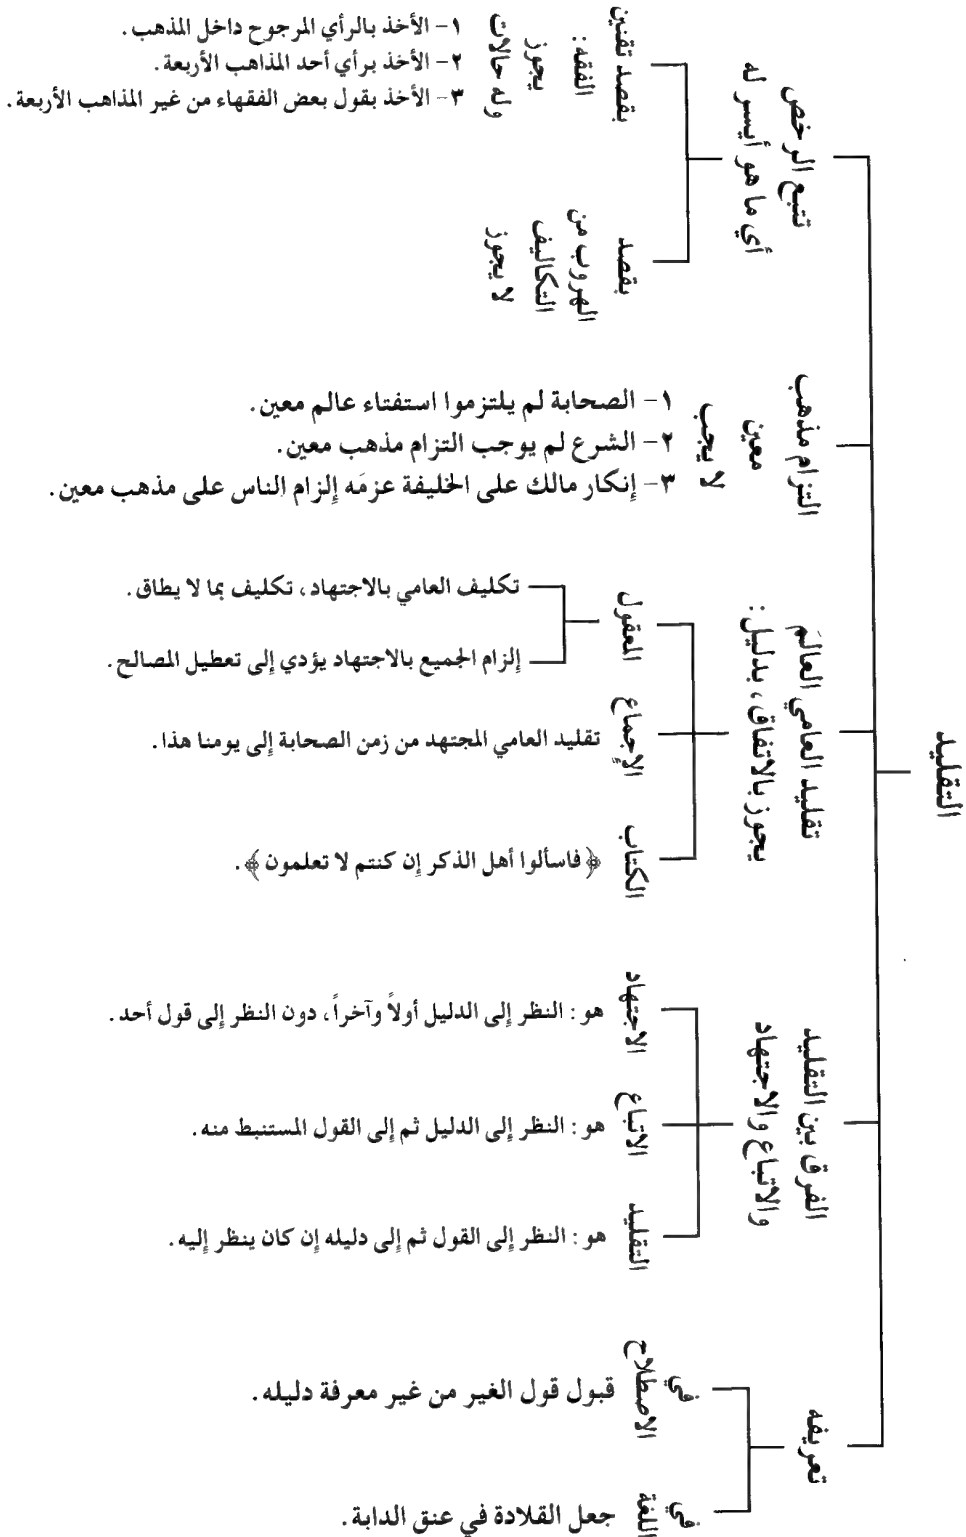 التقليد
تعريفه
في
اللغة
جعل القلادة في عنق الدابة.
في
الاصطلاح
قبول قول الغير من غير معرفة دليله.
الفرق بين التقليد
والاتباع والاجتهاد
التقليد
هو: النظر إلى القول ثم إلى دليله إن كان ينظر إليه.
الاتباع
هو: النظر إلى الدليل ثم إلى القول المستنبط منه.
الاجتهاد
هو: النظر إلى الدليل أولاً وآخراً، دون النظر إلى قول أحد.
تقليد العامي العالَم
يجوز بالاتفاق، بدليل:
الكتاب
﴿فاسألوا أهل الذكر إن كنتم لا تعلمون﴾.
الإجماع
تقليد العامي المجتهد من زمن الصحابة إلى يومنا هذا.
المعقول
تكليف العامي بالاجتهاد، تكليف بما لا يطاق.
إلزام الجميع بالاجتهاد يؤدي إلى تعطيل المصالح.
التزام مذهب
معين
لا يجب
١- الصحابة لم يلتزموا استفتاء عالم معين.
٢- الشرع لم يوجب التزام مذهب معين.
٣- إنكار مالك على الخليفة عزمَه إلزام الناس على مذهب معين.
تتبع الرخص
أي ما هو أيسر له
بقصد
الهروب من
التكاليف
لا يجوز
بقصد تقنين
الفقه:
يجوز
وله حالات
١- الأخذ بالرأي المرجوح داخل المذهب.
٢- الأخذ برأي أحد المذاهب الأربعة.
٣- الأخذ بقول بعض الفقهاء من غير المذاهب الأربعة.